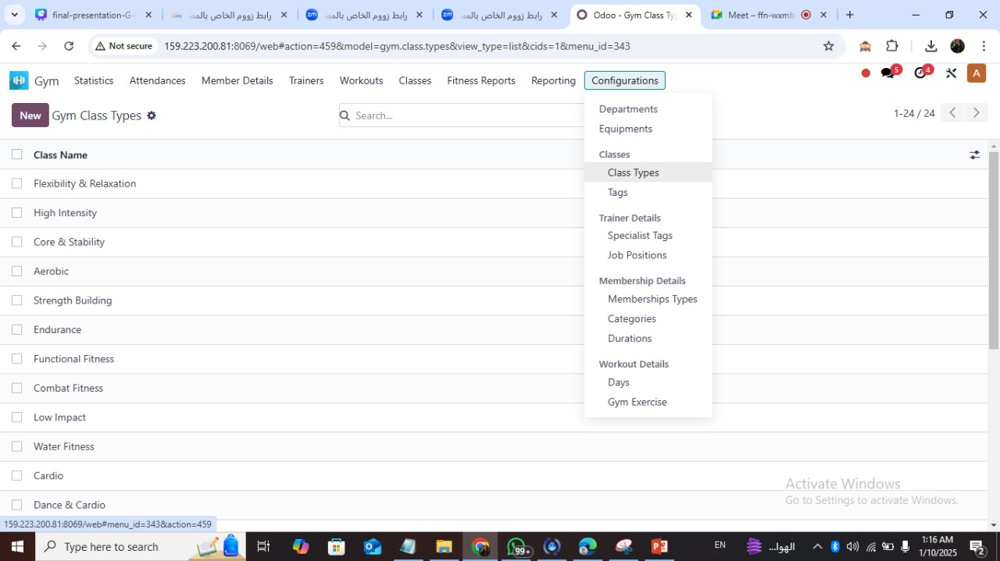 final-presentation-G-
رابط زووم الخاص بالمس
رابط زووم الخاص بالمس
رابط زووم الخاص بالمس
Odoo - Gym Class Ty
Meet – ffn-wxmb
Not secure
159.223.200.81:8069/web#action=459&model=gym.class.types&view_type=list&cids=1&menu_id=343
Gym Statistics Attendances Member Details Trainers Workouts Classes Fitness Reports Reporting Configurations 5 4 A
New Gym Class Types Search... 1-24 / 24
Departments
Equipments
Classes
Class Types
Tags
Trainer Details
Specialist Tags
Job Positions
Membership Details
Memberships Types
Categories
Durations
Workout Details
Days
Gym Exercise
Class Name
Flexibility & Relaxation
High Intensity
Core & Stability
Aerobic
Strength Building
Endurance
Functional Fitness
Combat Fitness
Low Impact
Water Fitness
Cardio
Dance & Cardio
Activate Windows
Go to Settings to activate Windows.
159.223.200.81:8069/web#menu_id=343&action=459
Type here to search
99+
EN
الهوا...
1:16 AM
1/10/2025
2